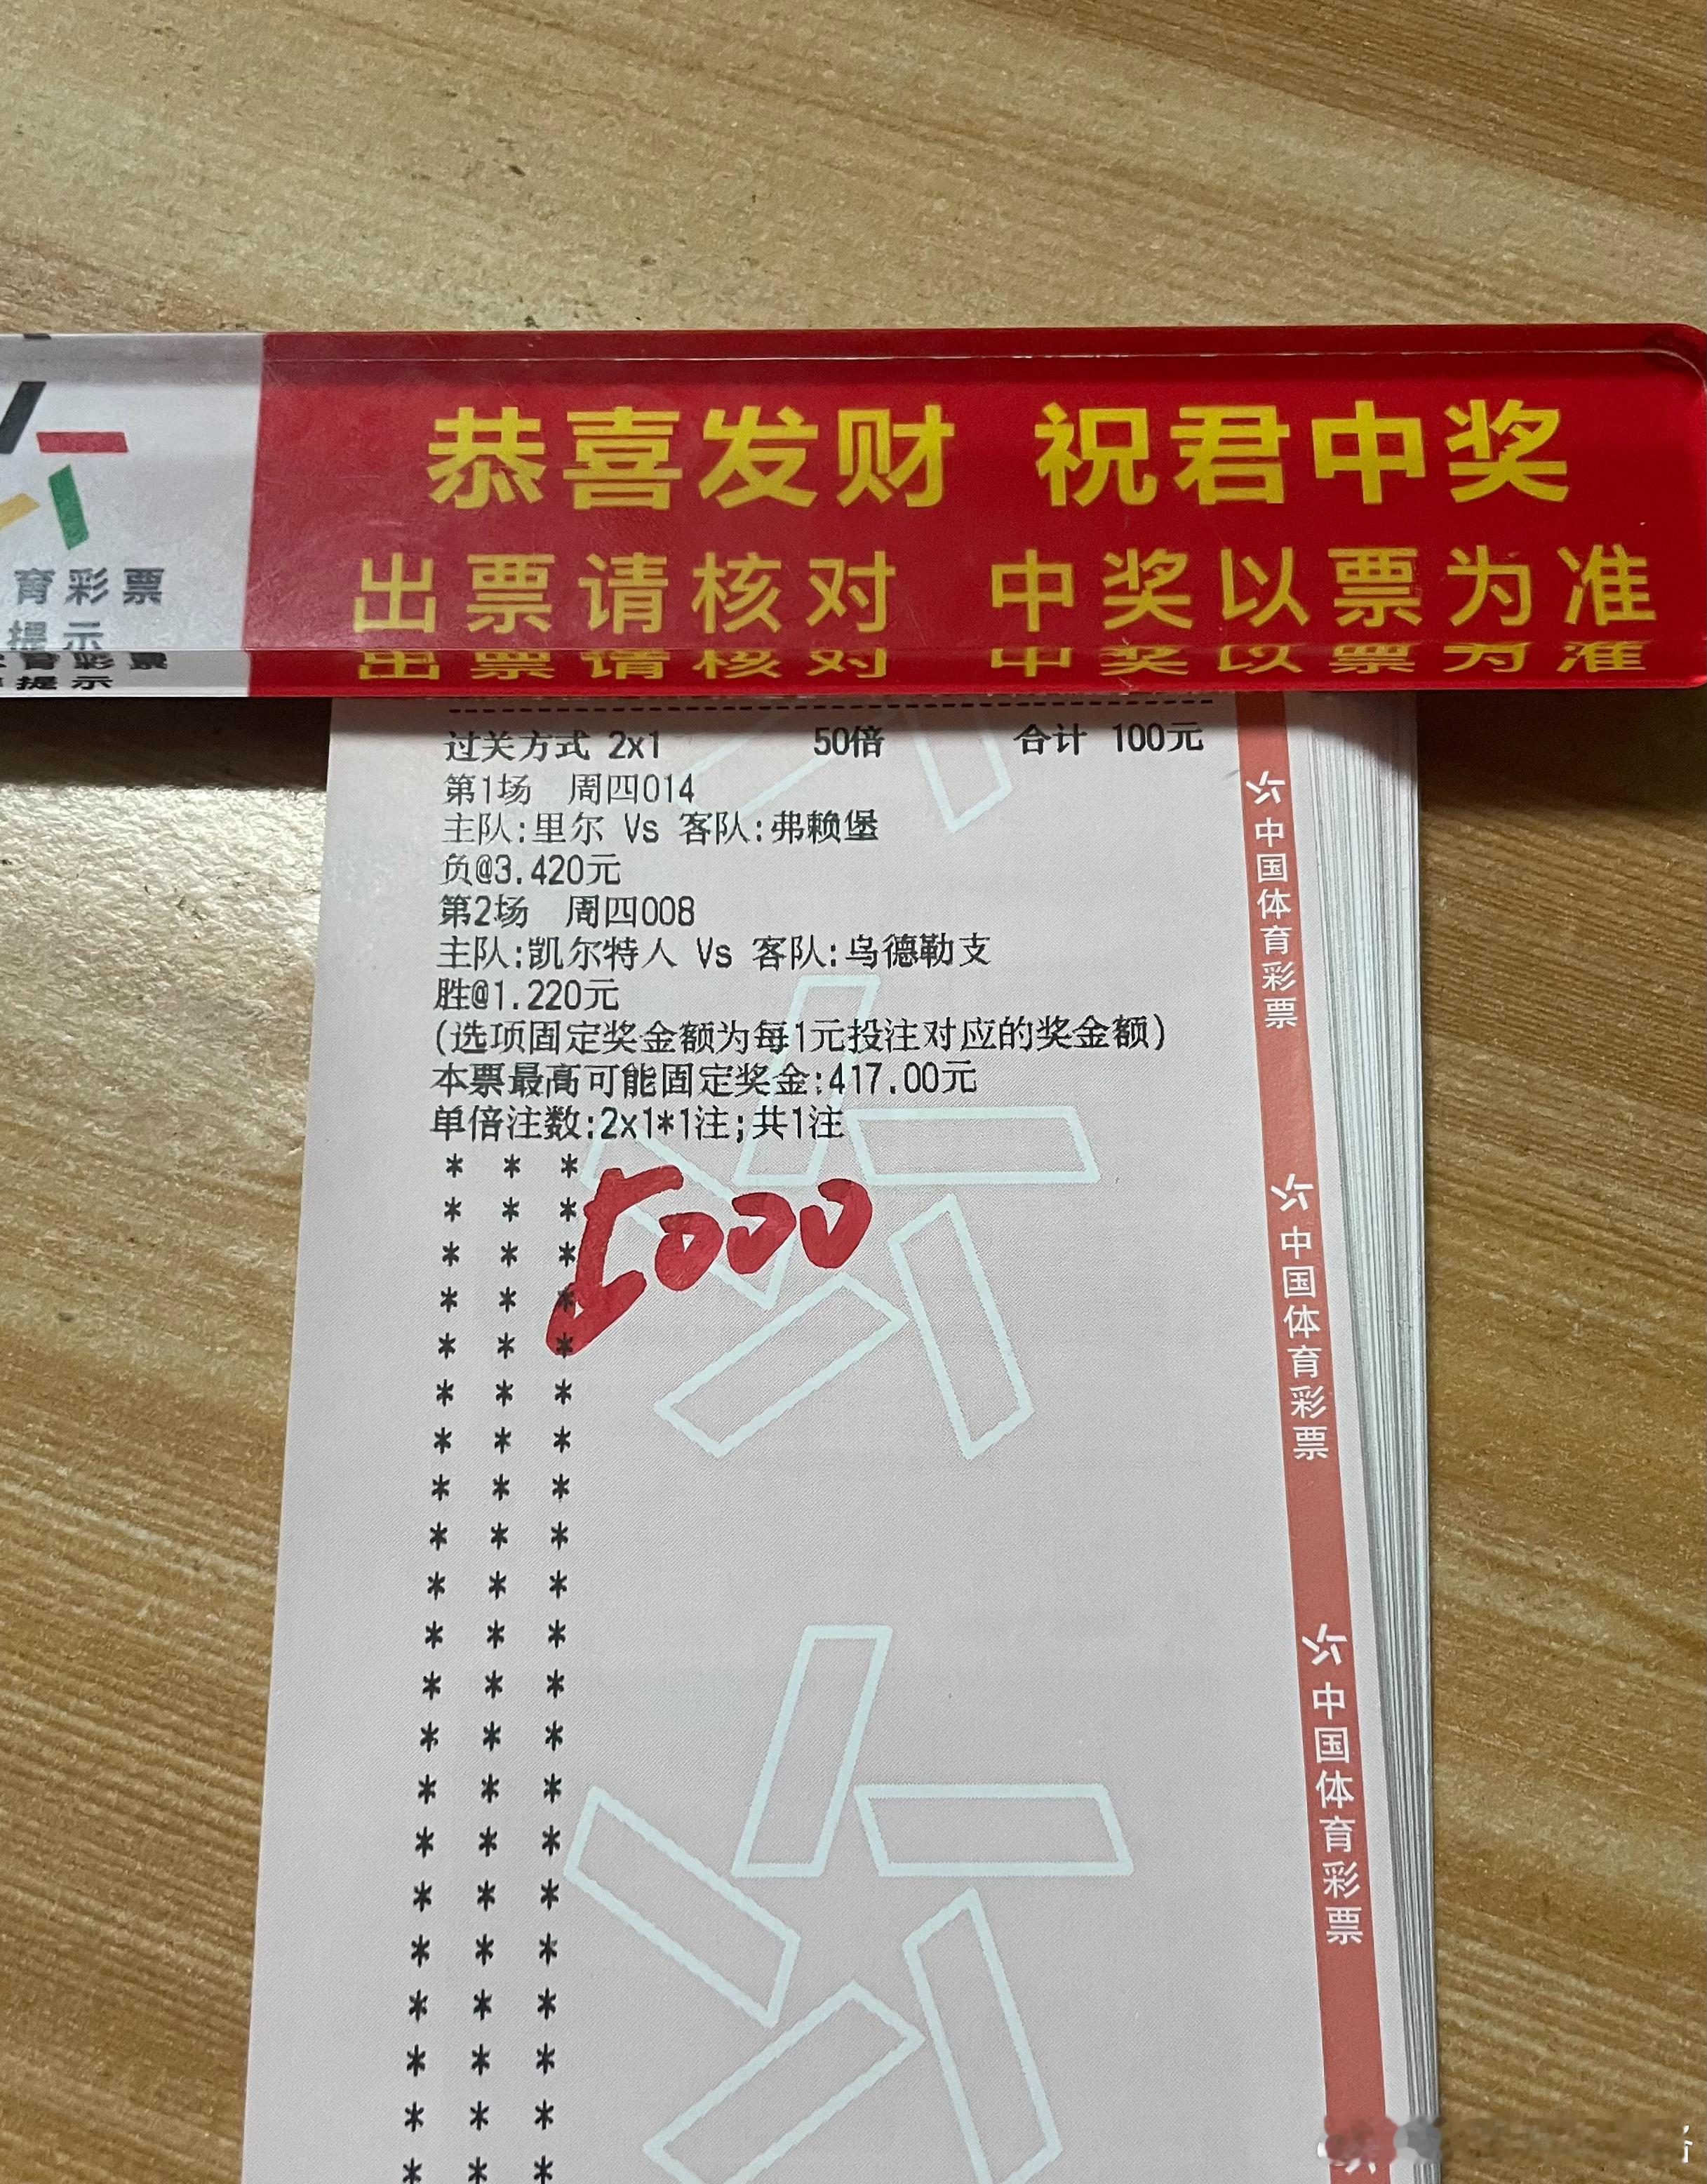 恭喜发财 祝君中奖
出票请核对 中奖以票为准
育彩票
提示
过关方式 2x1 50倍 合计 100元
第1场 周四014
主队:里尔 Vs 客队:弗赖堡
负@3.420元
第2场 周四008
主队:凯尔特人 Vs 客队:乌德勒支
胜@1.220元
(选项固定奖金额为每1元投注对应的奖金额)
本票最高可能固定奖金:417.00元
单倍注数:2x1*1注;共1注
5000
中国体育彩票
中国体育彩票
中国体育彩票